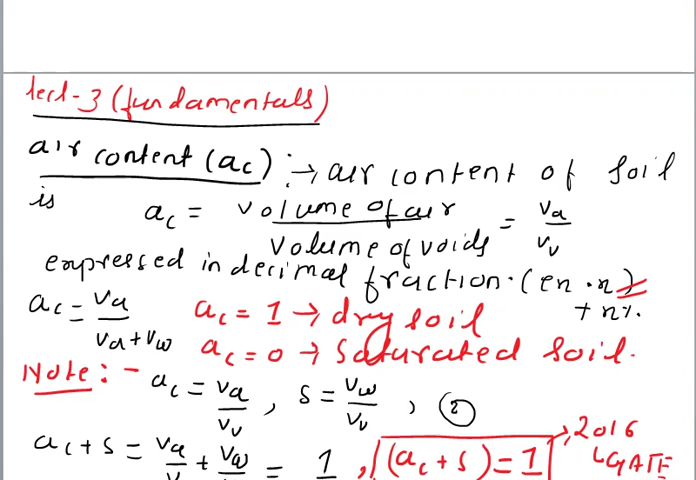 Lect-3 (fundamentals)
air content (ac) :→ air content of soil
is ac = volume of air / volume of voids = Va / Vv
expressed in decimal fraction. (
+ n%.
ac = Va / Va + Vw
ac = 1 → dry soil
ac = 0 → Saturated soil.
Note: - ac = Va / Vv , S = Vw / Vv , ②
ac + S = Va / V + Vw / = 1 , (ac + S) = 1 → 2016
GATE